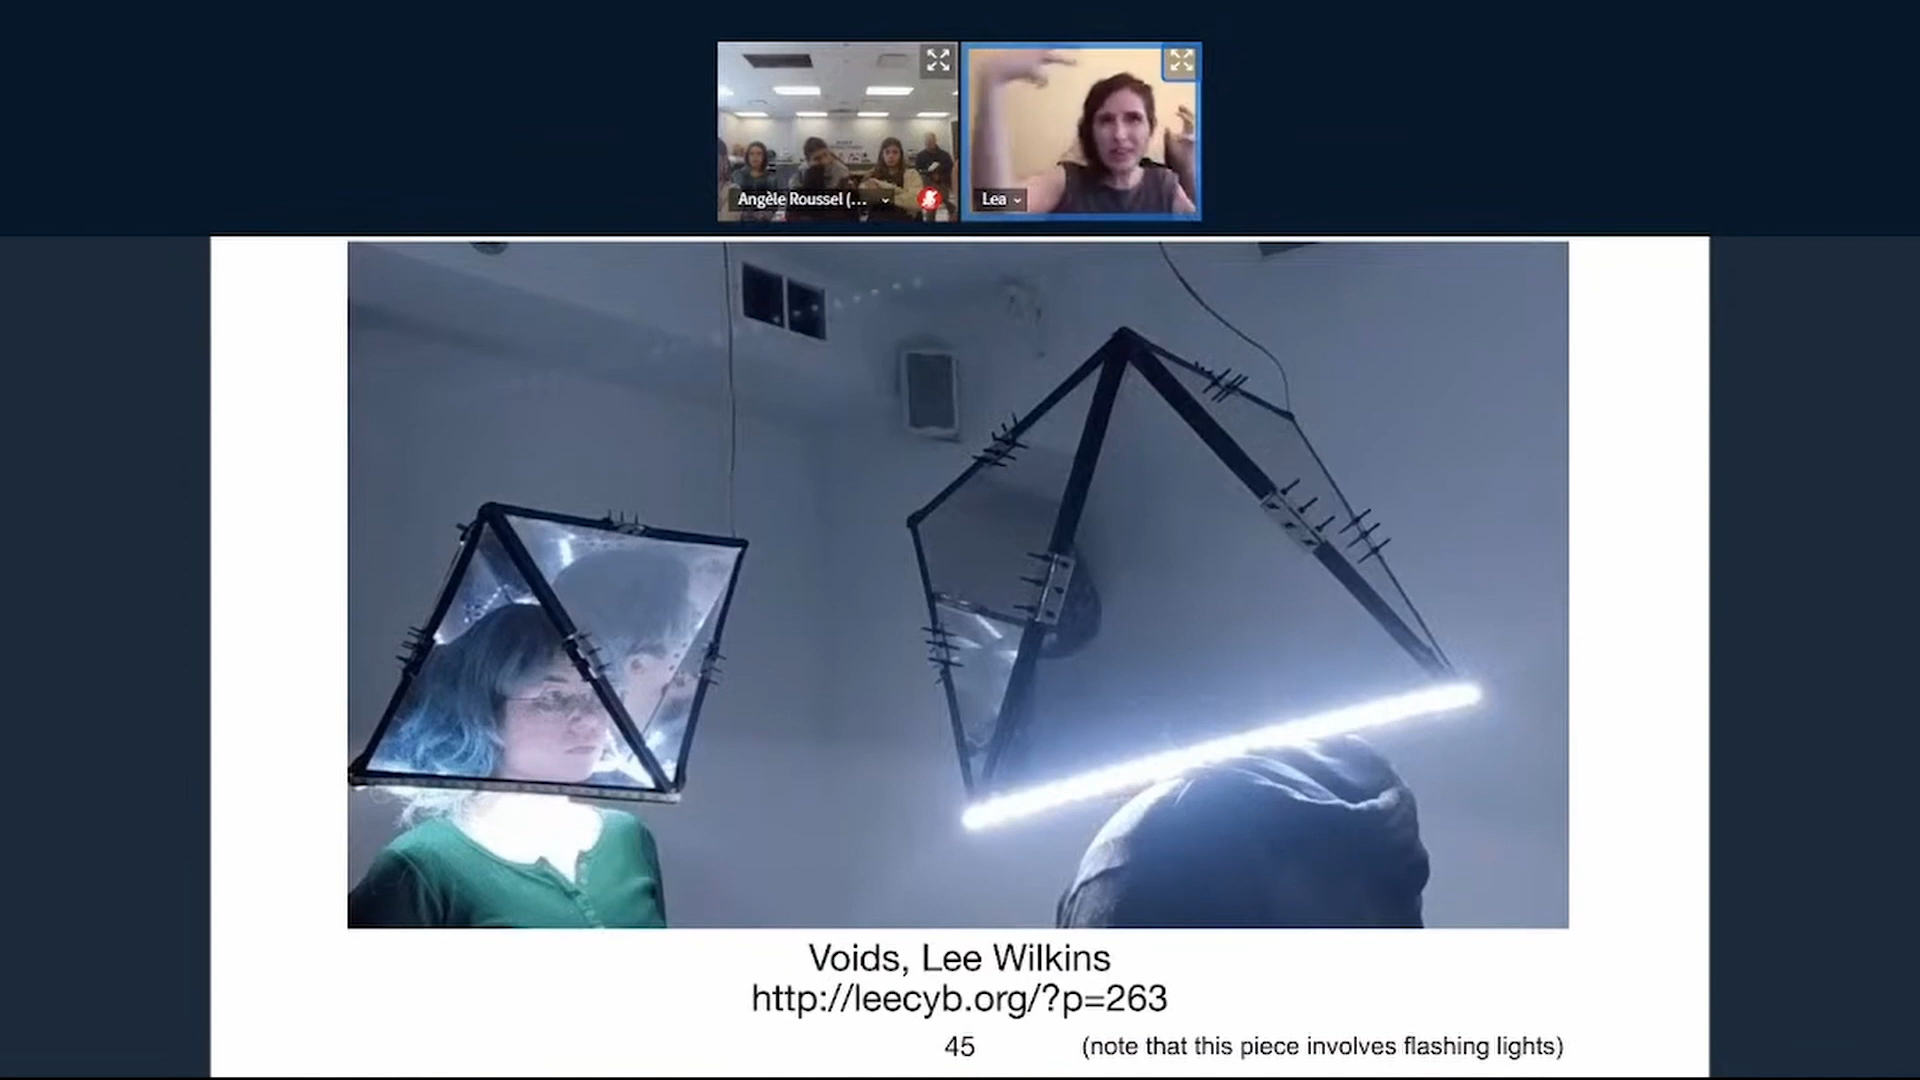 Angèle Roussel (...
Lea
Voids, Lee Wilkins
http://leecyb.org/?p=263
45
(note that this piece involves flashing lights)